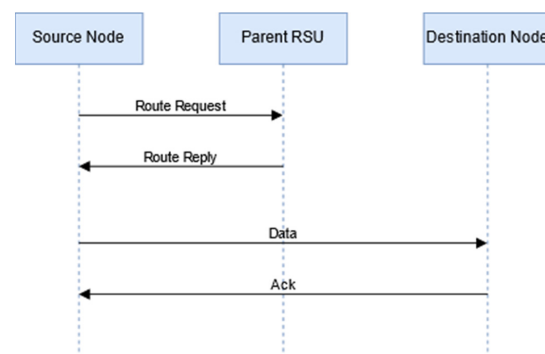 Source Node
Parent RSU
Destination Node
Route Request
Route Reply
Data
Ack